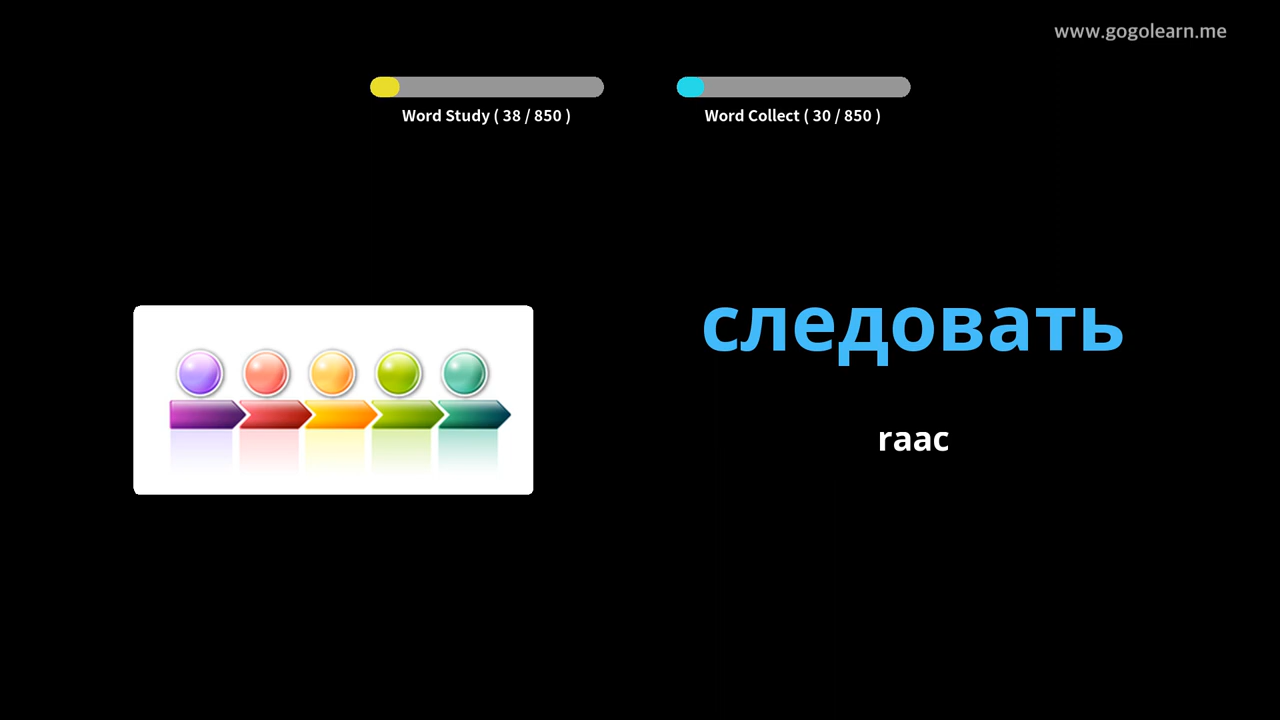 www.gogolearn.me
Word Study ( 38 / 850 )
Word Collect ( 30 / 850 )
следовать
raac